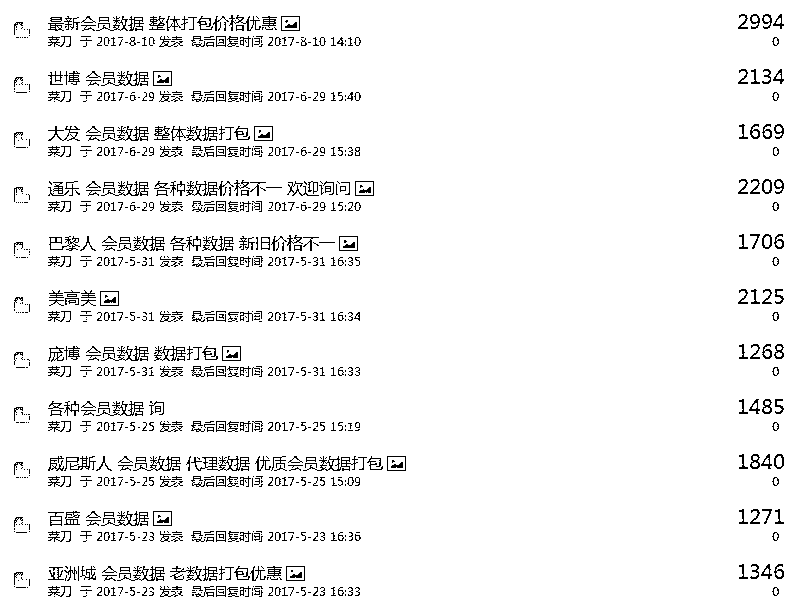 最新会员数据 整体打包价格优惠 2994
菜刀 于 2017-8-10 发表 最后回复时间 2017-8-10 14:10 0
世博 会员数据 2134
菜刀 于 2017-6-29 发表 最后回复时间 2017-6-29 15:40 0
大发 会员数据 整体数据打包 1669
菜刀 于 2017-6-29 发表 最后回复时间 2017-6-29 15:38 0
通乐 会员数据 各种数据价格不一 欢迎询问 2209
菜刀 于 2017-6-29 发表 最后回复时间 2017-6-29 15:20 0
巴黎人 会员数据 各种数据 新旧价格不一 1706
菜刀 于 2017-5-31 发表 最后回复时间 2017-5-31 16:35 0
美高美 2125
菜刀 于 2017-5-31 发表 最后回复时间 2017-5-31 16:34 0
庞博 会员数据 数据打包 1268
菜刀 于 2017-5-31 发表 最后回复时间 2017-5-31 16:33 0
各种会员数据 询 1485
菜刀 于 2017-5-25 发表 最后回复时间 2017-5-25 15:19 0
威尼斯人 会员数据 代理数据 优质会员数据打包 1840
菜刀 于 2017-5-25 发表 最后回复时间 2017-5-25 15:09 0
百盛 会员数据 1271
菜刀 于 2017-5-23 发表 最后回复时间 2017-5-23 16:36 0
亚洲城 会员数据 老数据打包优惠 1346
菜刀 于 2017-5-23 发表 最后回复时间 2017-5-23 16:33 0